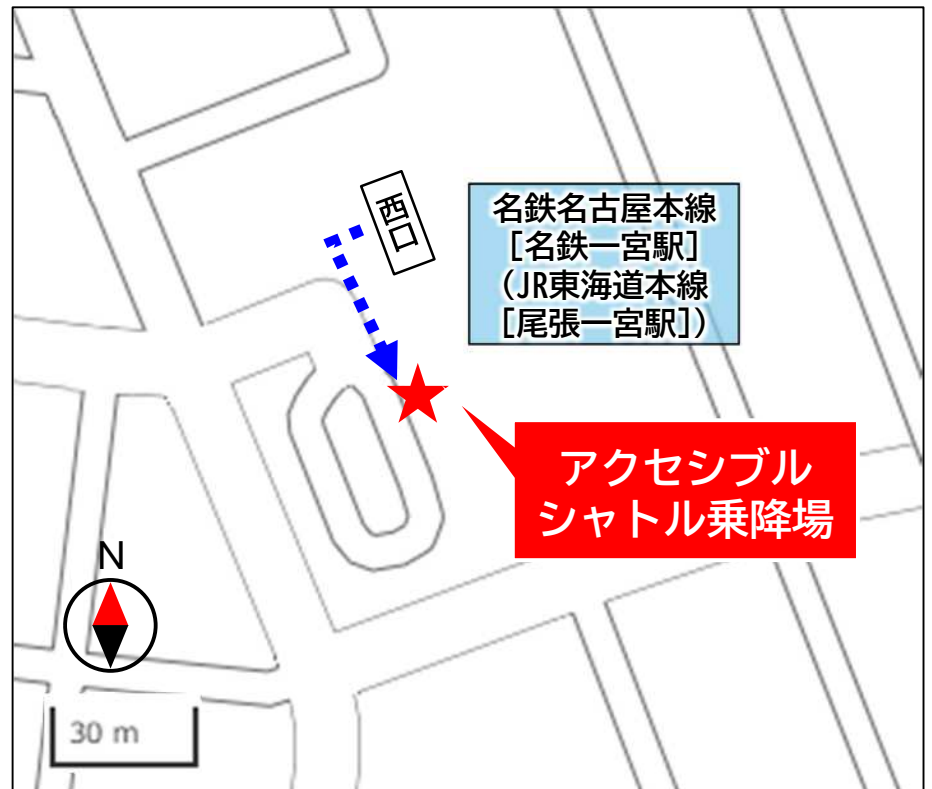 西口
名鉄名古屋本線
［名鉄一宮駅］
（JR東海道本線
［尾張一宮駅］）
アクセシブル
シャトル乗降場
N
30 m